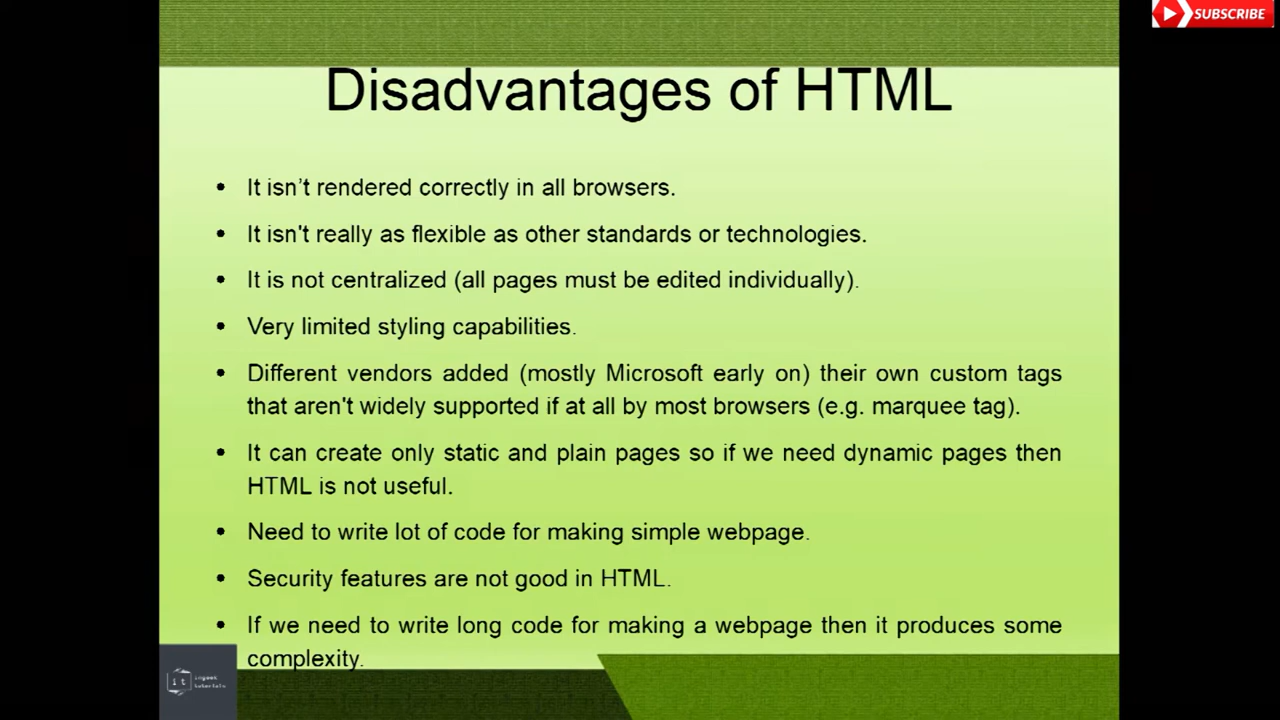 SUBSCRIBE
Disadvantages of HTML
• It isn’t rendered correctly in all browsers.
• It isn't really as flexible as other standards or technologies.
• It is not centralized (all pages must be edited individually).
• Very limited styling capabilities.
• Different vendors added (mostly Microsoft early on) their own custom tags
that aren't widely supported if at all by most browsers (e.g. marquee tag).
• It can create only static and plain pages so if we need dynamic pages then
HTML is not useful.
• Need to write lot of code for making simple webpage.
• Security features are not good in HTML.
• If we need to write long code for making a webpage then it produces some
complexity.
it
tutorials